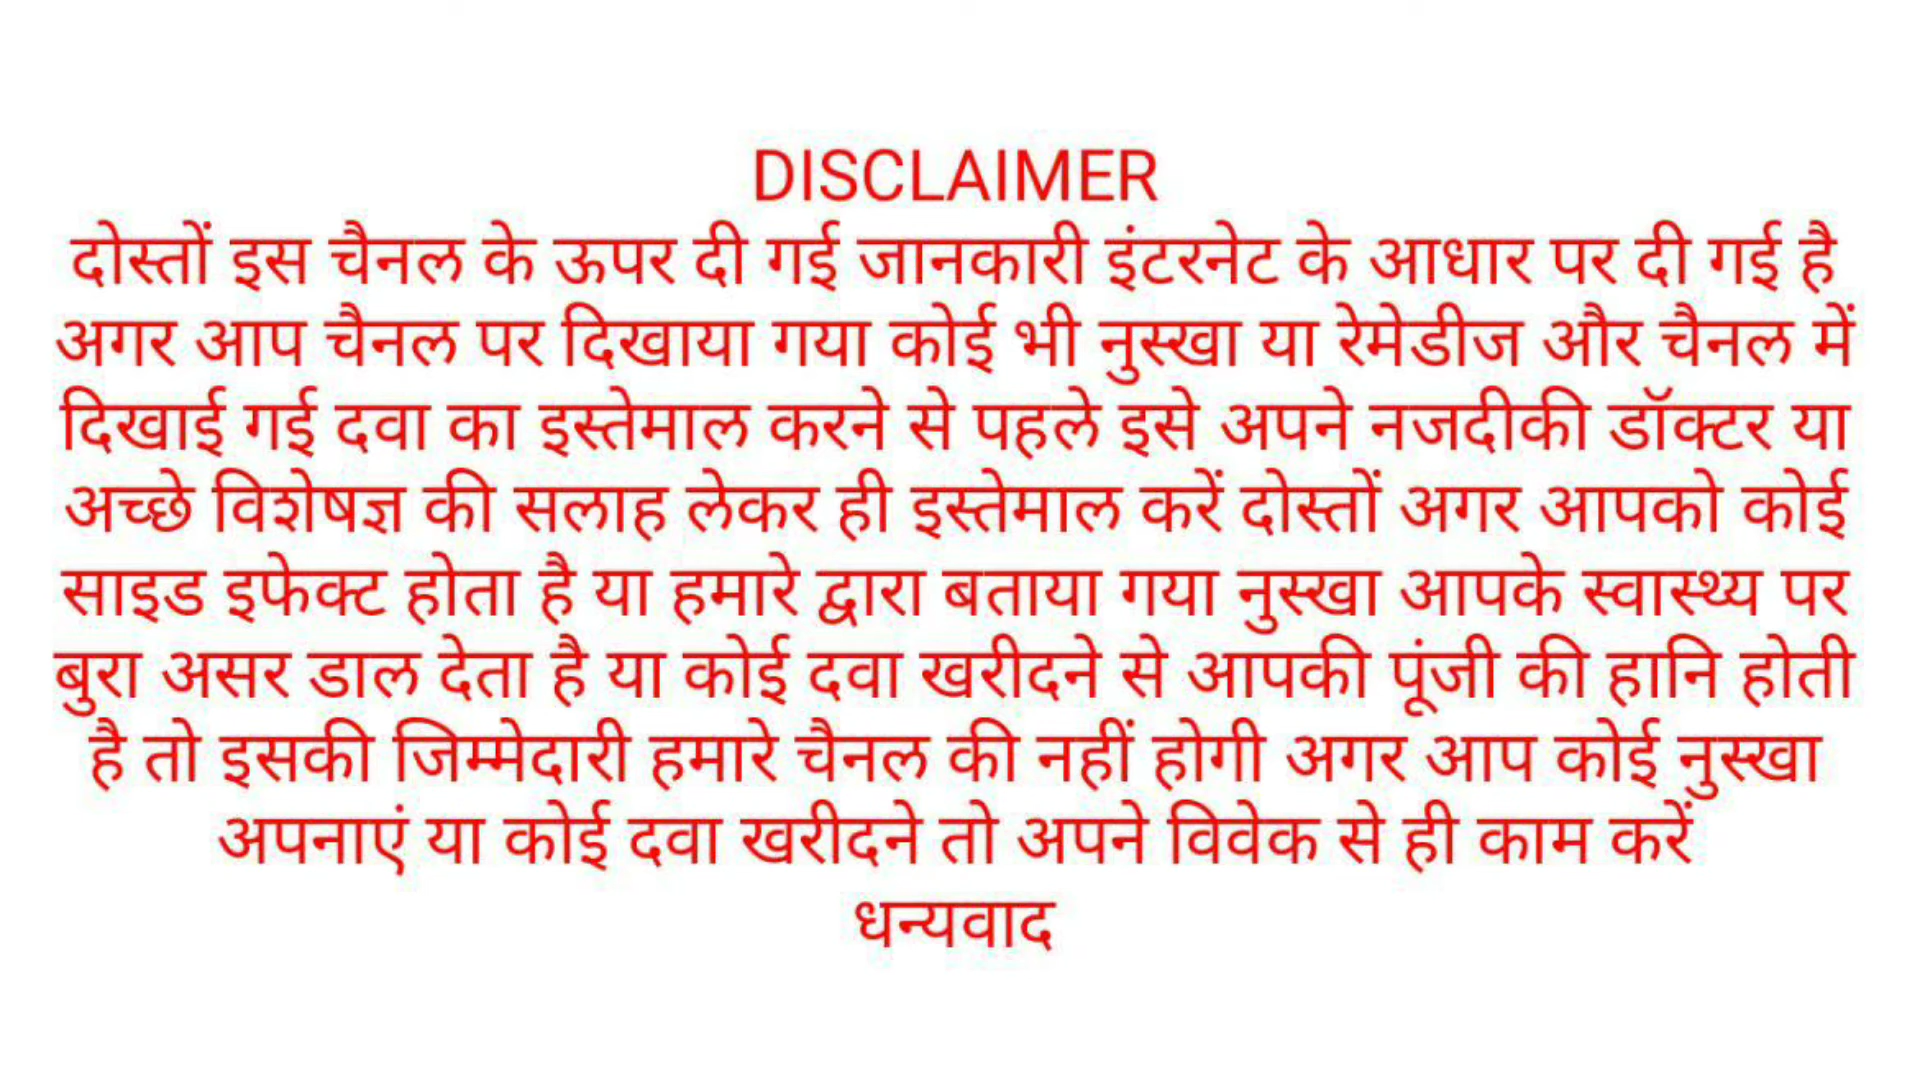 DISCLAIMER
दोस्तों इस चैनल के ऊपर दी गई जानकारी इंटरनेट के आधार पर दी गई है
अगर आप चैनल पर दिखाया गया कोई भी नुस्खा या रेमेडीज और चैनल में
दिखाई गई दवा का इस्तेमाल करने से पहले इसे अपने नजदीकी डॉक्टर या
अच्छे विशेषज्ञ की सलाह लेकर ही इस्तेमाल करें दोस्तों अगर आपको कोई
साइड इफेक्ट होता है या हमारे द्वारा बताया गया नुस्खा आपके स्वास्थ्य पर
बुरा असर डाल देता है या कोई दवा खरीदने से आपकी पूंजी की हानि होती
है तो इसकी जिम्मेदारी हमारे चैनल की नहीं होगी अगर आप कोई नुस्खा
अपनाएं या कोई दवा खरीदने तो अपने विवेक से ही काम करें
धन्यवाद